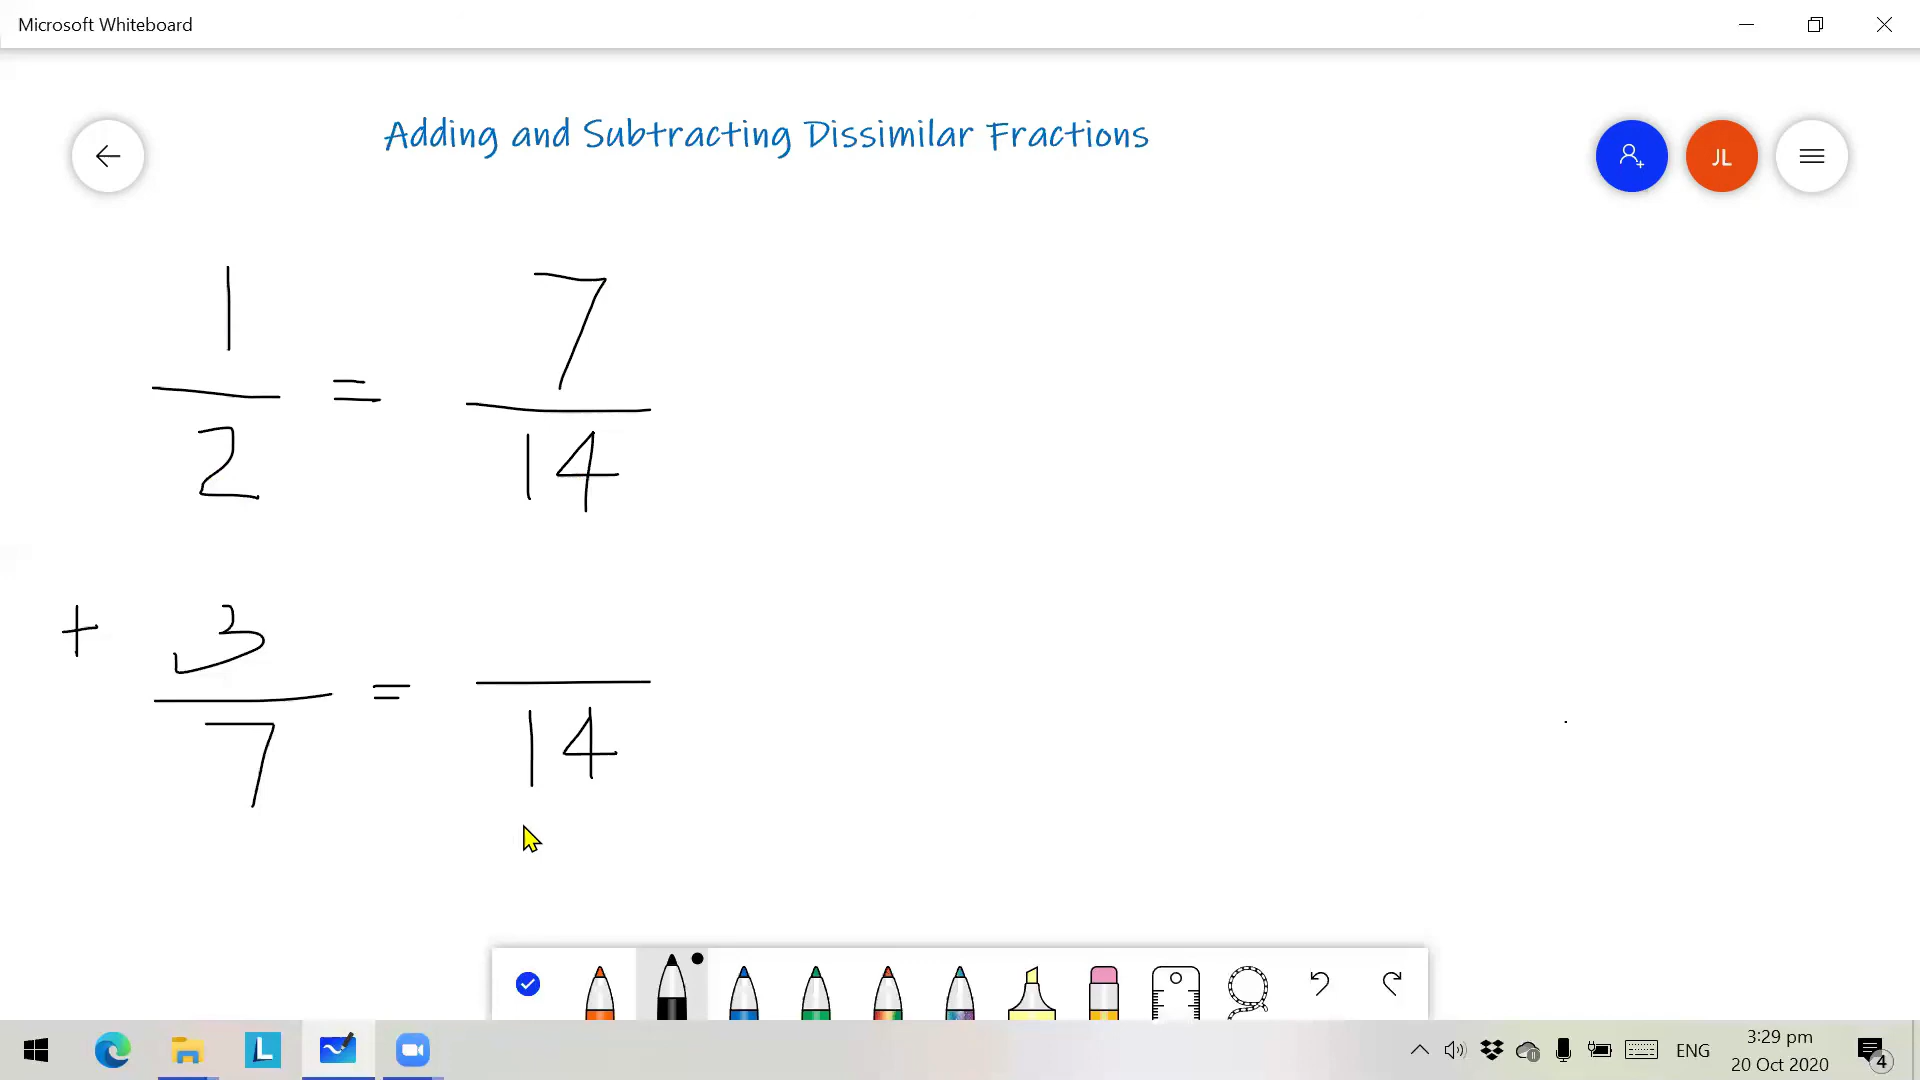 Microsoft Whiteboard
Adding and Subtracting Dissimilar Fractions
JL
1 7
— = —
2 14
+ 3
— = —
7 14
L
ENG
3:29 pm
20 Oct 2020
4